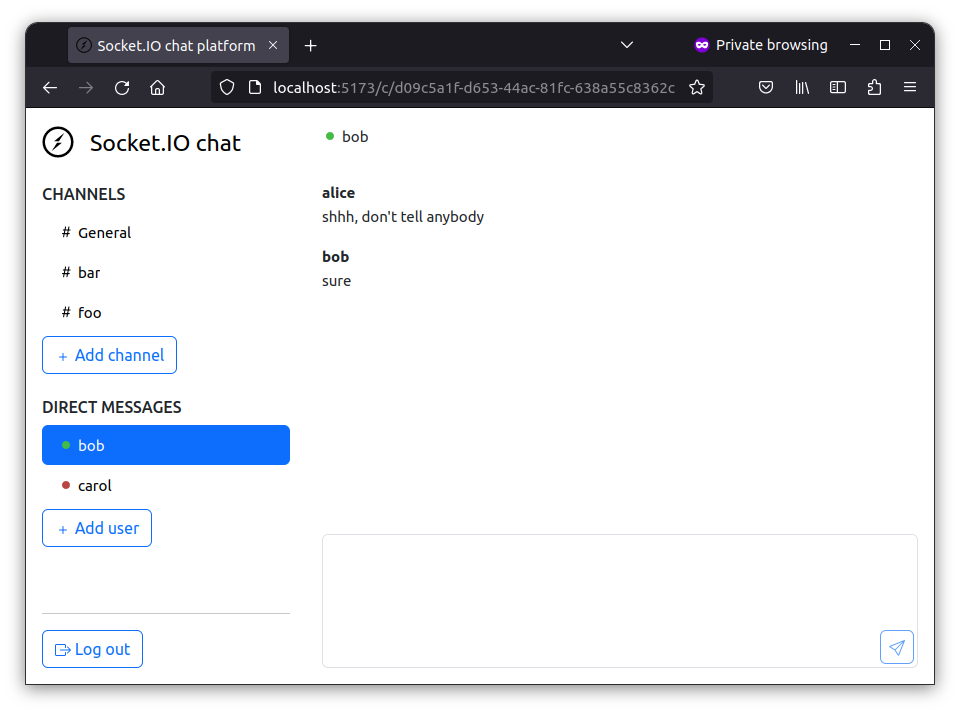 Socket.IO chat platform
Private browsing
localhost:5173/c/d09c5a1f-d653-44ac-81fc-638a55c8362c
Socket.IO chat
CHANNELS
# General
# bar
# foo
+ Add channel
DIRECT MESSAGES
bob
carol
+ Add user
Log out
bob
alice
shhh, don't tell anybody
bob
sure